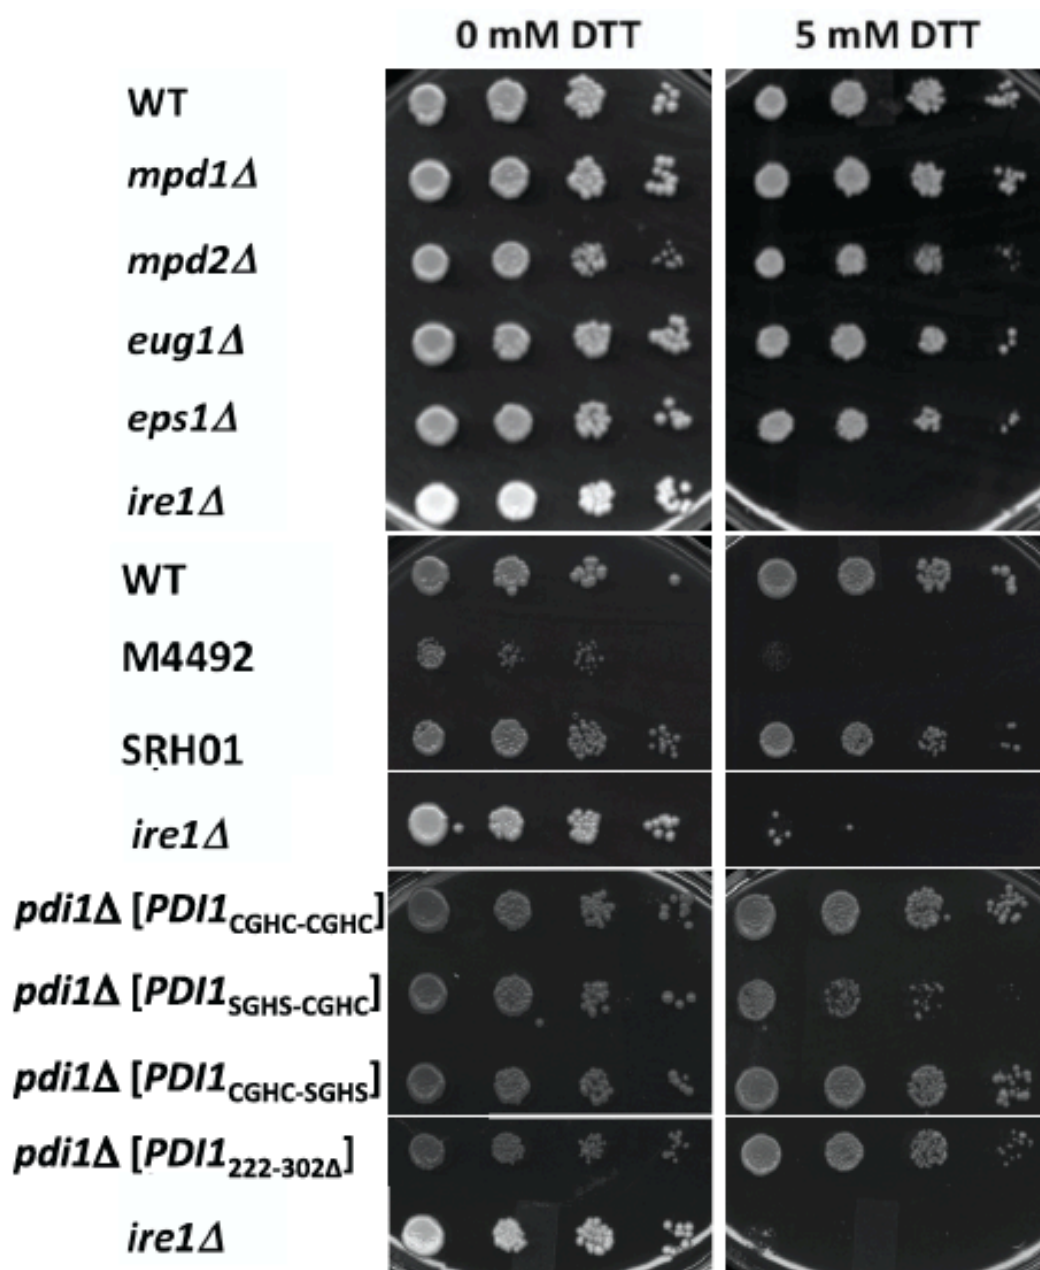 0 mM DTT 5 mM DTT
WT
mpd1Δ
mpd2Δ
eug1Δ
eps1Δ
ire1Δ
WT
M4492
SRH01
ire1Δ
pdi1Δ [PDI1CGHC-CGHC]
pdi1Δ [PDI1SGHS-CGHC]
pdi1Δ [PDI1CGHC-SGHS]
pdi1Δ [PDI1222-302Δ]
ire1Δ